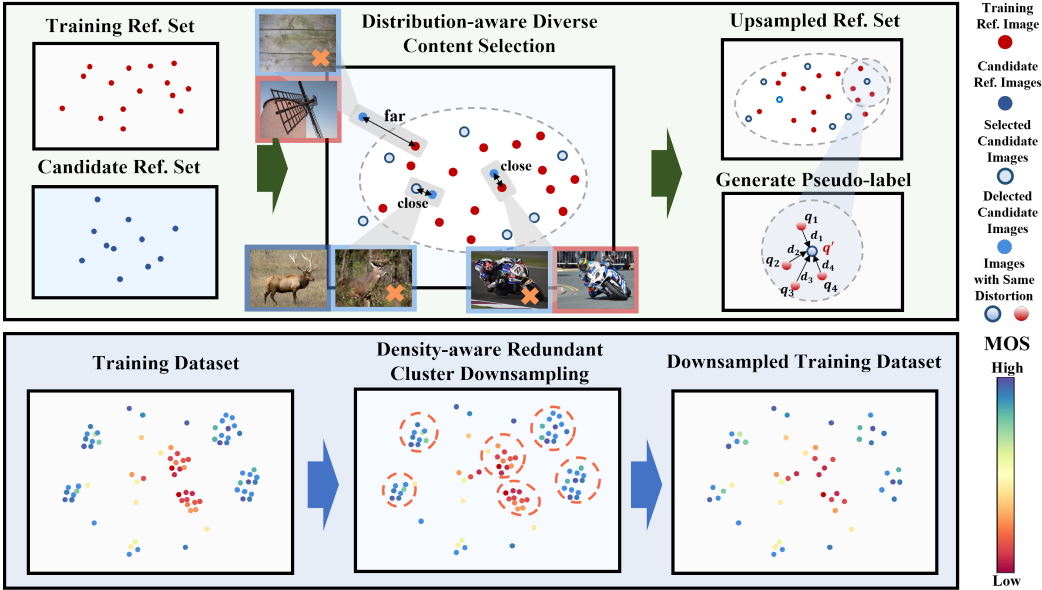 Training Ref. Set
Candidate Ref. Set
Distribution-aware Diverse
Content Selection
far
close
close
Upsampled Ref. Set
Generate Pseudo-label
q₁
d₁
q′
d₂
q₂
d₃
d₄
q₃
q₄
Training
Ref. Image
Candidate
Ref. Images
Selected
Candidate
Images
Delected
Candidate
Images
Images
with Same
Distortion
MOS
High
Low
Training Dataset
Density-aware Redundant
Cluster Downsampling
Downsampled Training Dataset